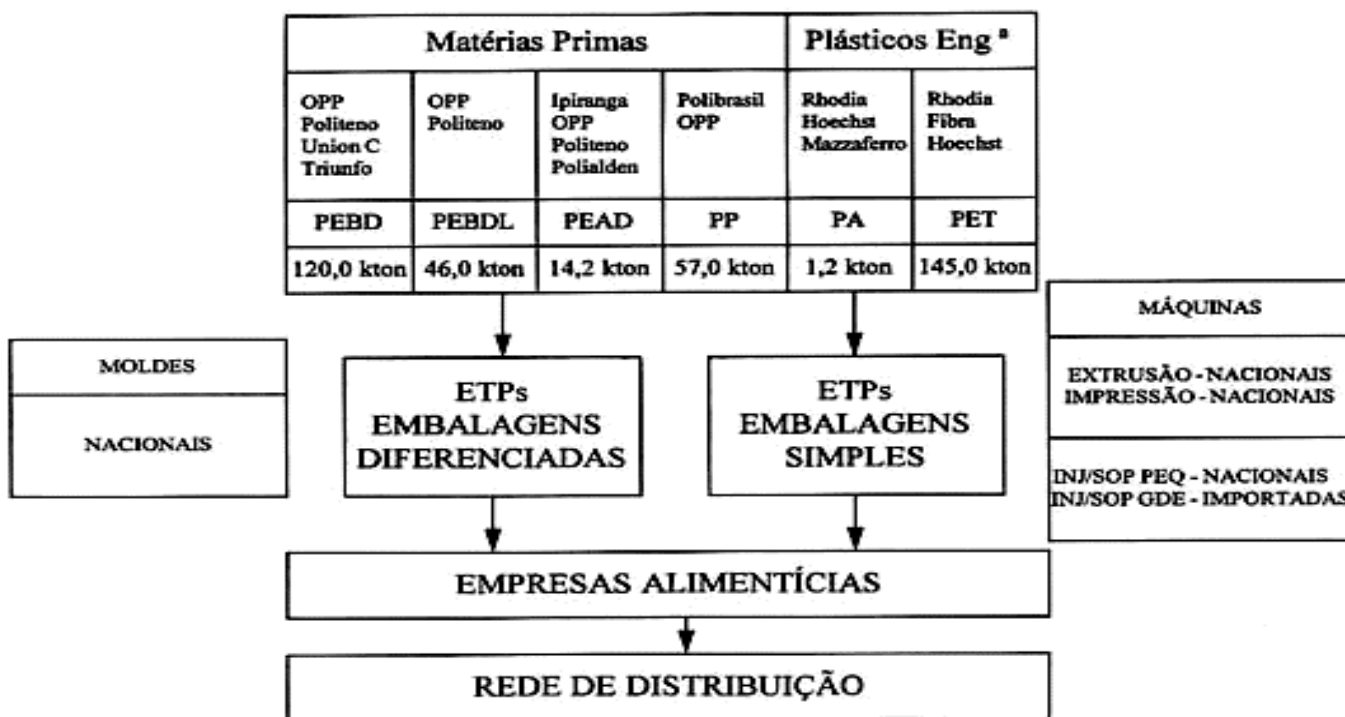 Matérias Primas
Plásticos Eng ª
OPP
Politeno
Union C
Triunfo
OPP
Politeno
Ipiranga
OPP
Politeno
Polialden
Polibrasil
OPP
Rhodia
Hoechst
Mazzaferro
Rhodia
Fibra
Hoechst
PEBD
PEBDL
PEAD
PP
PA
PET
120,0 kton
46,0 kton
14,2 kton
57,0 kton
1,2 kton
145,0 kton
MOLDES
NACIONAIS
ETPs
EMBALAGENS
DIFERENCIADAS
ETPs
EMBALAGENS
SIMPLES
MÁQUINAS
EXTRUSÃO - NACIONAIS
IMPRESSÃO - NACIONAIS
INJ/SOP PEQ - NACIONAIS
INJ/SOP GDE - IMPORTADAS
EMPRESAS ALIMENTÍCIAS
REDE DE DISTRIBUIÇÃO